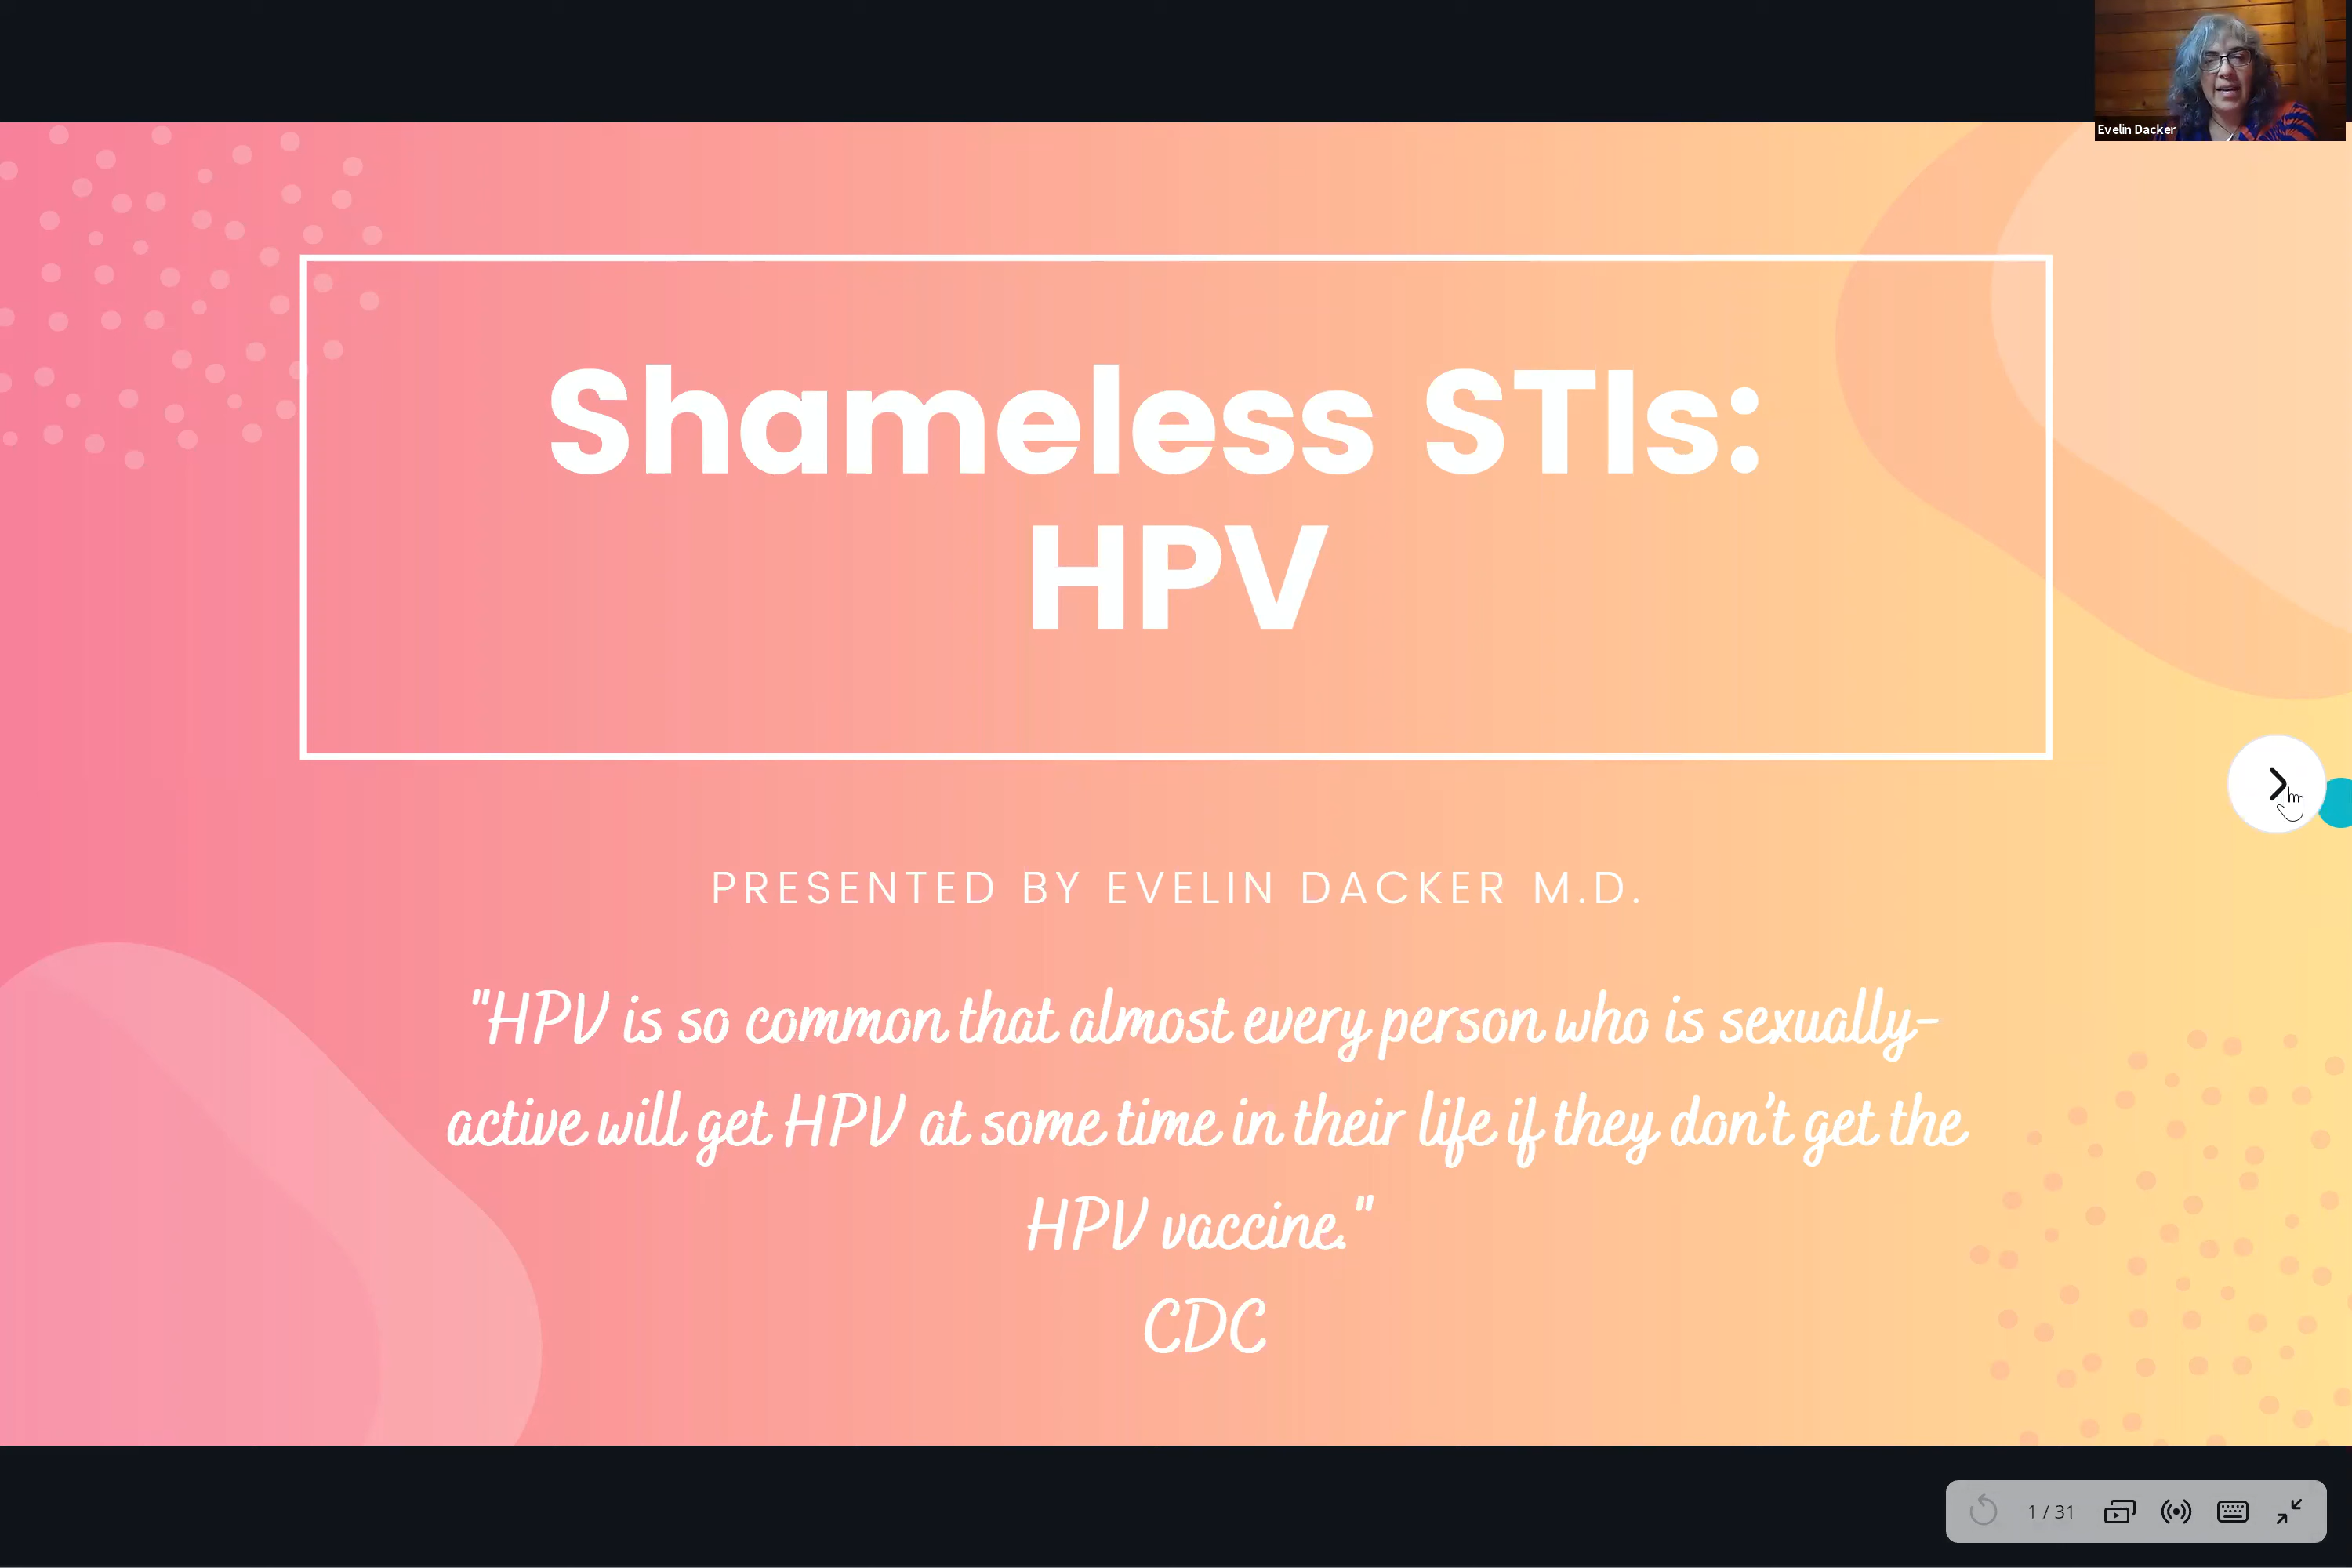 Evelin Dacker
Shameless STIs:
HPV
PRESENTED BY EVELIN DACKER M.D.
"HPV is so common that almost every person who is sexually-
active will get HPV at some time in their life if they don't get the
HPV vaccine."
CDC
1 / 31